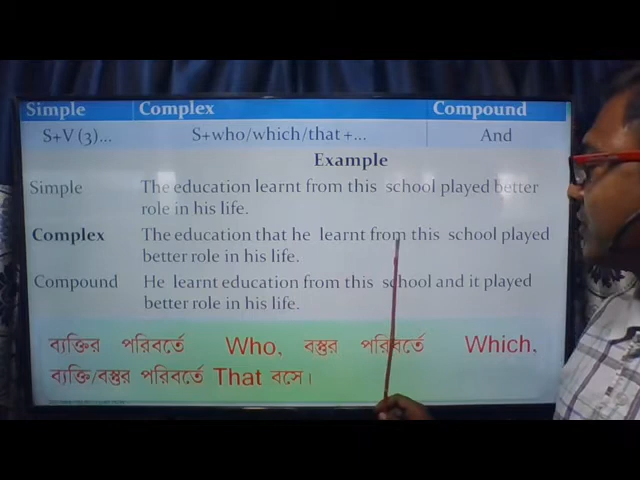 Simple Complex Compound
S+V (3)... S+who/which/that +... And
Example
Simple The education learnt from this school played better
role in his life.
Complex The education that he learnt from this school played
better role in his life.
Compound He learnt education from this school and it played
better role in his life.
ব্যক্তির পরিবর্তে Who, বস্তুর পরিবর্তে Which,
ব্যক্তি/বস্তুর পরিবর্তে That বসে।